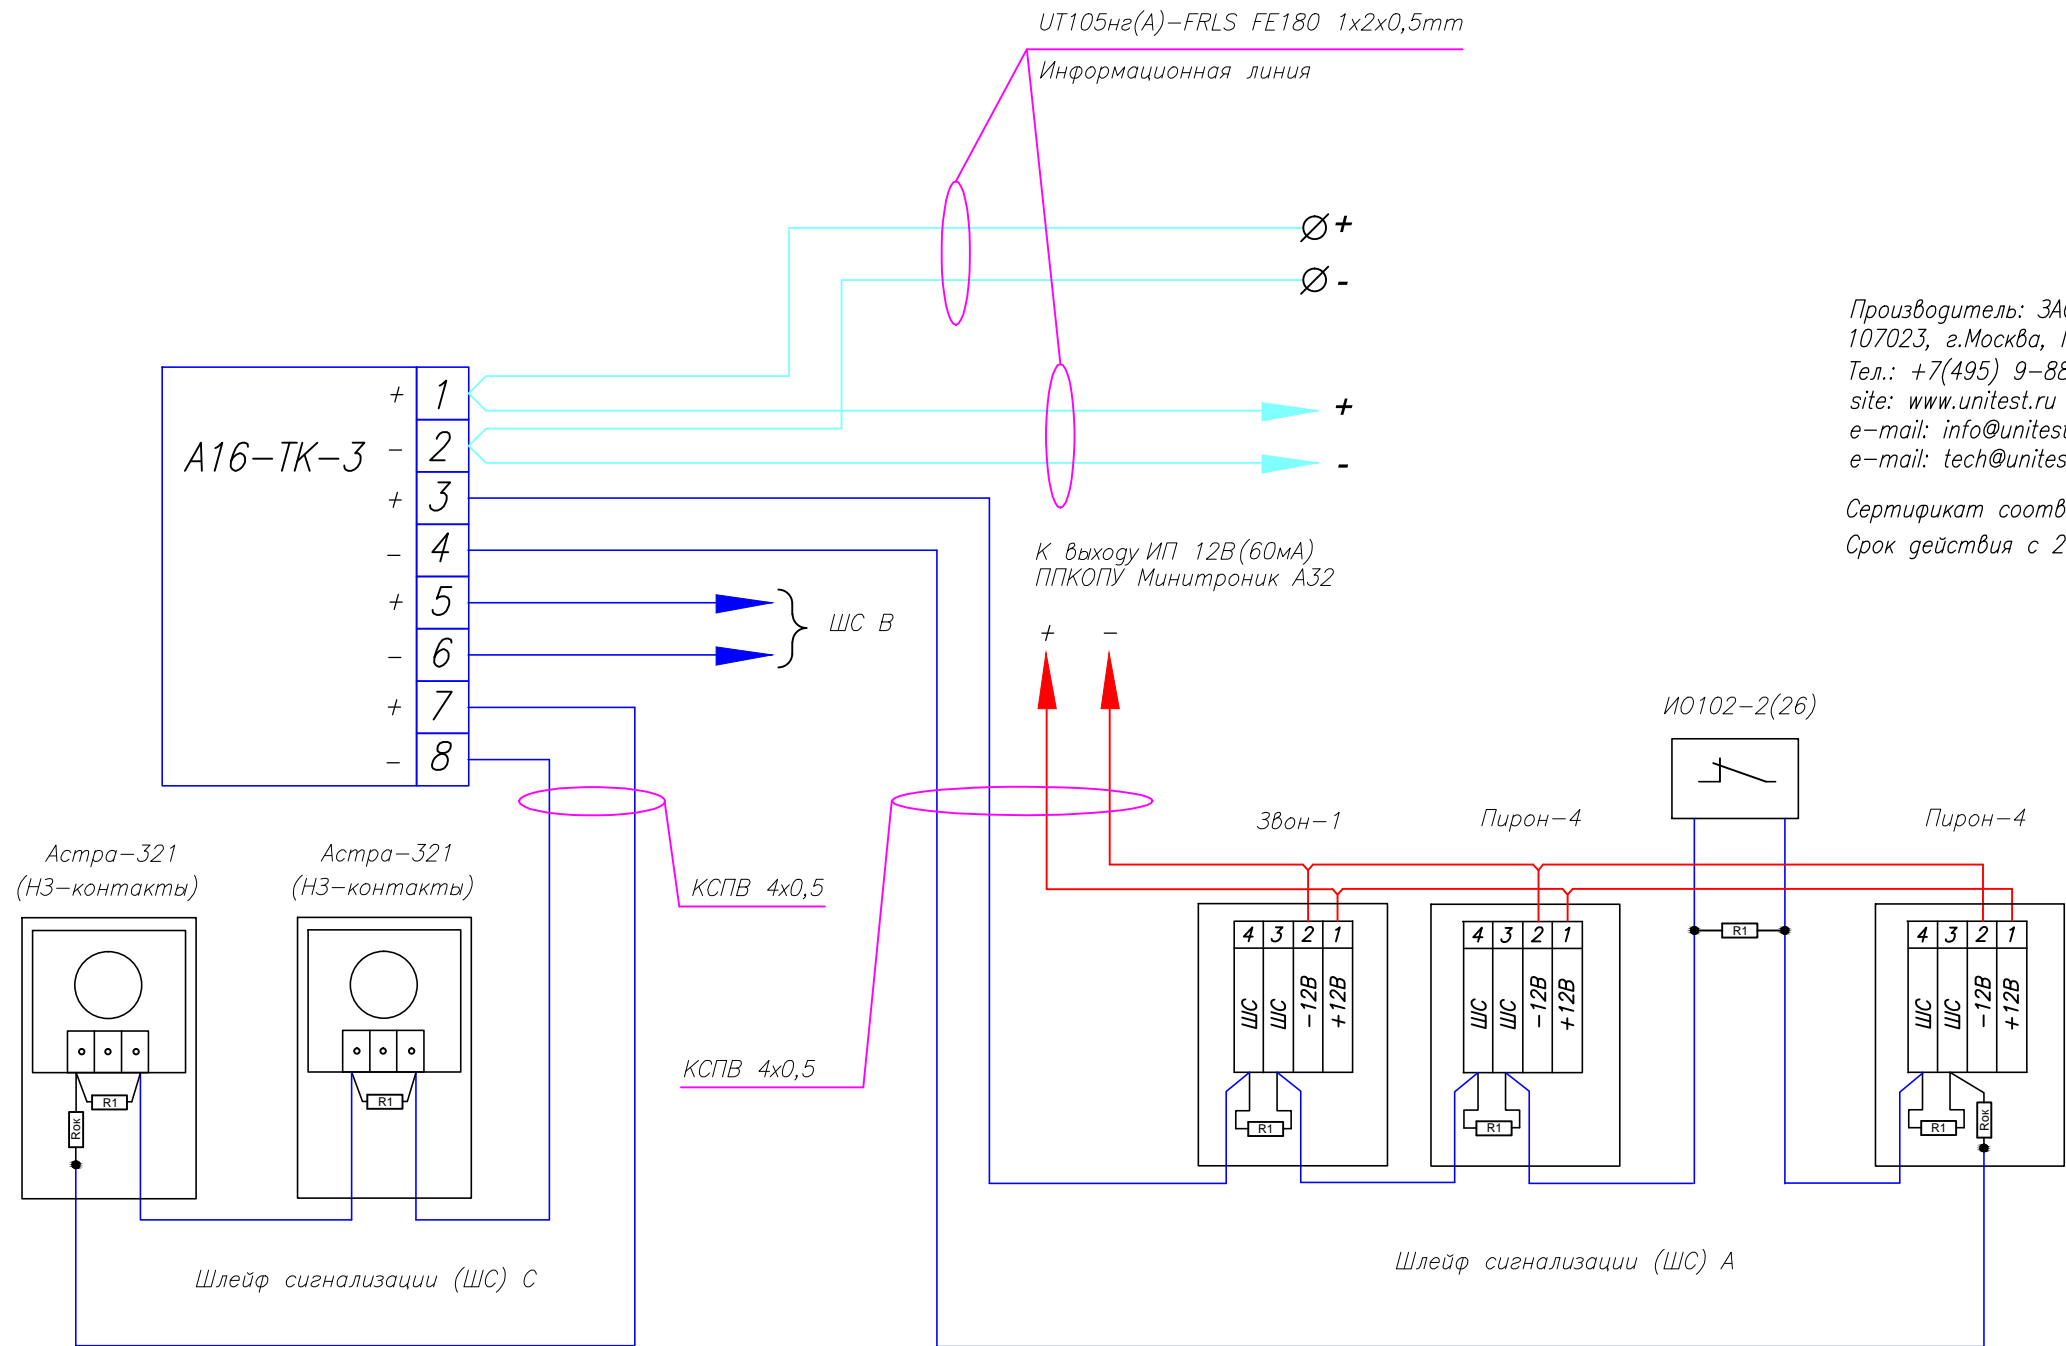 UT105нг(А)-FRLS FE180 1x2x0,5mm
Информационная линия
+
-
+
-
Производитель:
107023, г.Москва,
Тел.: +7(495) 9-88
site: www.unitest.ru
e-mail:
e-mail:
Сертификат
Срок действия с 2
А16-ТК-3
+ 1
- 2
+ 3
- 4
+ 5
- 6
+ 7
- 8
ШС В
К выходу ИП 12В(60мА)
ППКОПУ Минитроник А32
+ -
ИО102-2(26)
Звон-1
Пирон-4
Пирон-4
Астра-321
(НЗ-контакты)
Астра-321
(НЗ-контакты)
КСПВ 4х0,5
КСПВ 4х0,5
R1
4 3 2 1
ШС ШС -12В +12В
R1
4 3 2 1
ШС ШС -12В +12В
R1
4 3 2 1
ШС ШС -12В +12В
R1
Rок
R1
Rок
R1
Шлейф сигнализации (ШС) С
Шлейф сигнализации (ШС) А